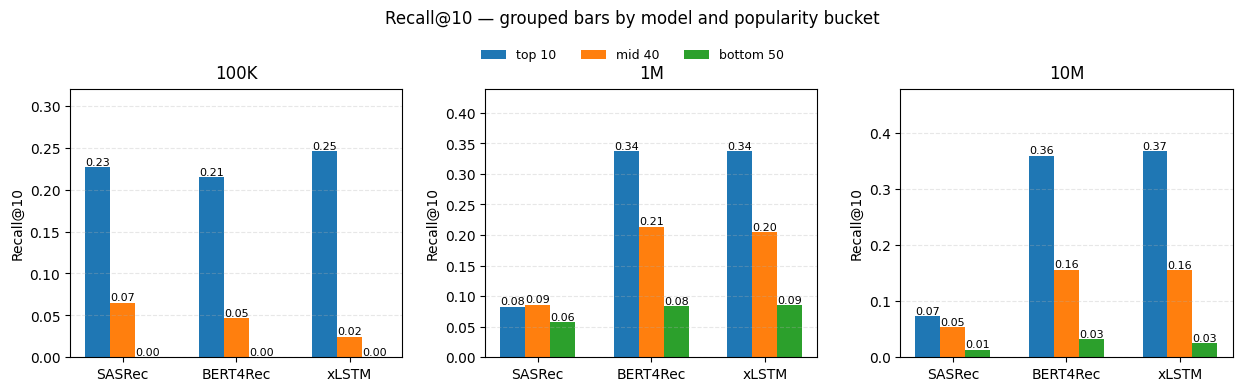 Recall@10 — grouped bars by model and popularity bucket
top 10 mid 40 bottom 50
100K
Recall@10
0.30
0.25
0.20
0.15
0.10
0.05
0.00
0.23 0.07 0.00
0.21 0.05 0.00
0.25 0.02 0.00
SASRec BERT4Rec xLSTM
1M
Recall@10
0.40
0.35
0.30
0.25
0.20
0.15
0.10
0.05
0.00
0.08 0.09 0.06
0.34 0.21 0.08
0.34 0.20 0.09
SASRec BERT4Rec xLSTM
10M
Recall@10
0.4
0.3
0.2
0.1
0.0
0.07 0.05 0.01
0.36 0.16 0.03
0.37 0.16 0.03
SASRec BERT4Rec xLSTM